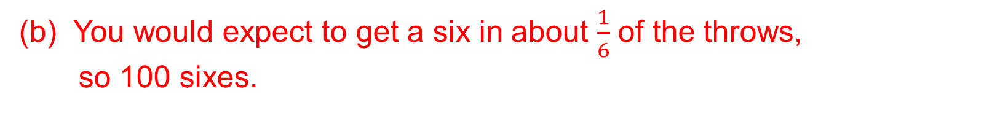 (b) You would expect to get a six in about 1/6 of the throws,
so 100 sixes.